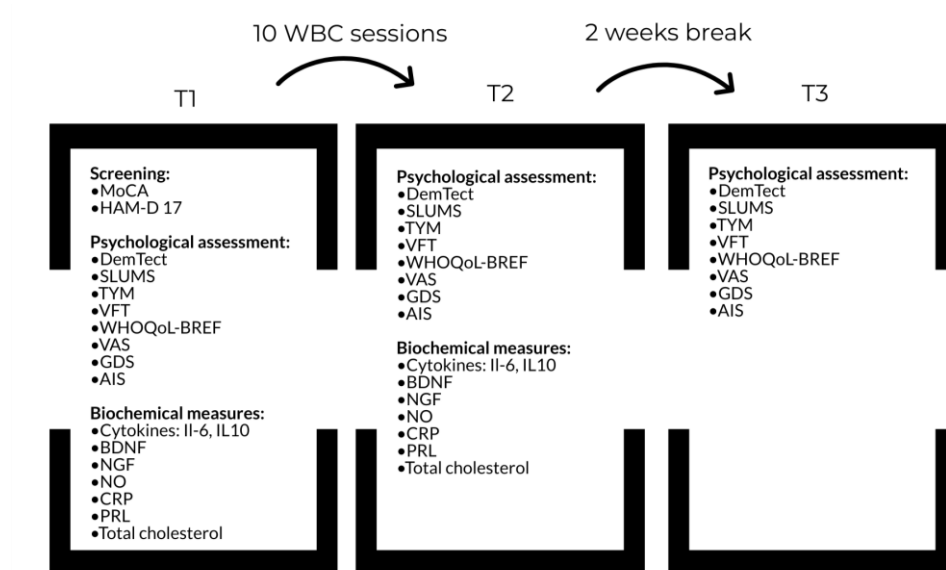 10 WBC sessions
2 weeks break
T1
T2
T3
Screening:
•MoCA
•HAM-D 17
Psychological assessment:
•DemTect
•SLUMS
•TYM
•VFT
•WHOQoL-BREF
•VAS
•GDS
•AIS
Biochemical measures:
•Cytokines: Il-6, IL10
•BDNF
•NGF
•NO
•CRP
•PRL
•Total cholesterol
Psychological assessment:
•DemTect
•SLUMS
•TYM
•VFT
•WHOQoL-BREF
•VAS
•GDS
•AIS
Biochemical measures:
•Cytokines: Il-6, IL10
•BDNF
•NGF
•NO
•CRP
•PRL
•Total cholesterol
Psychological assessment:
•DemTect
•SLUMS
•TYM
•VFT
•WHOQoL-BREF
•VAS
•GDS
•AIS